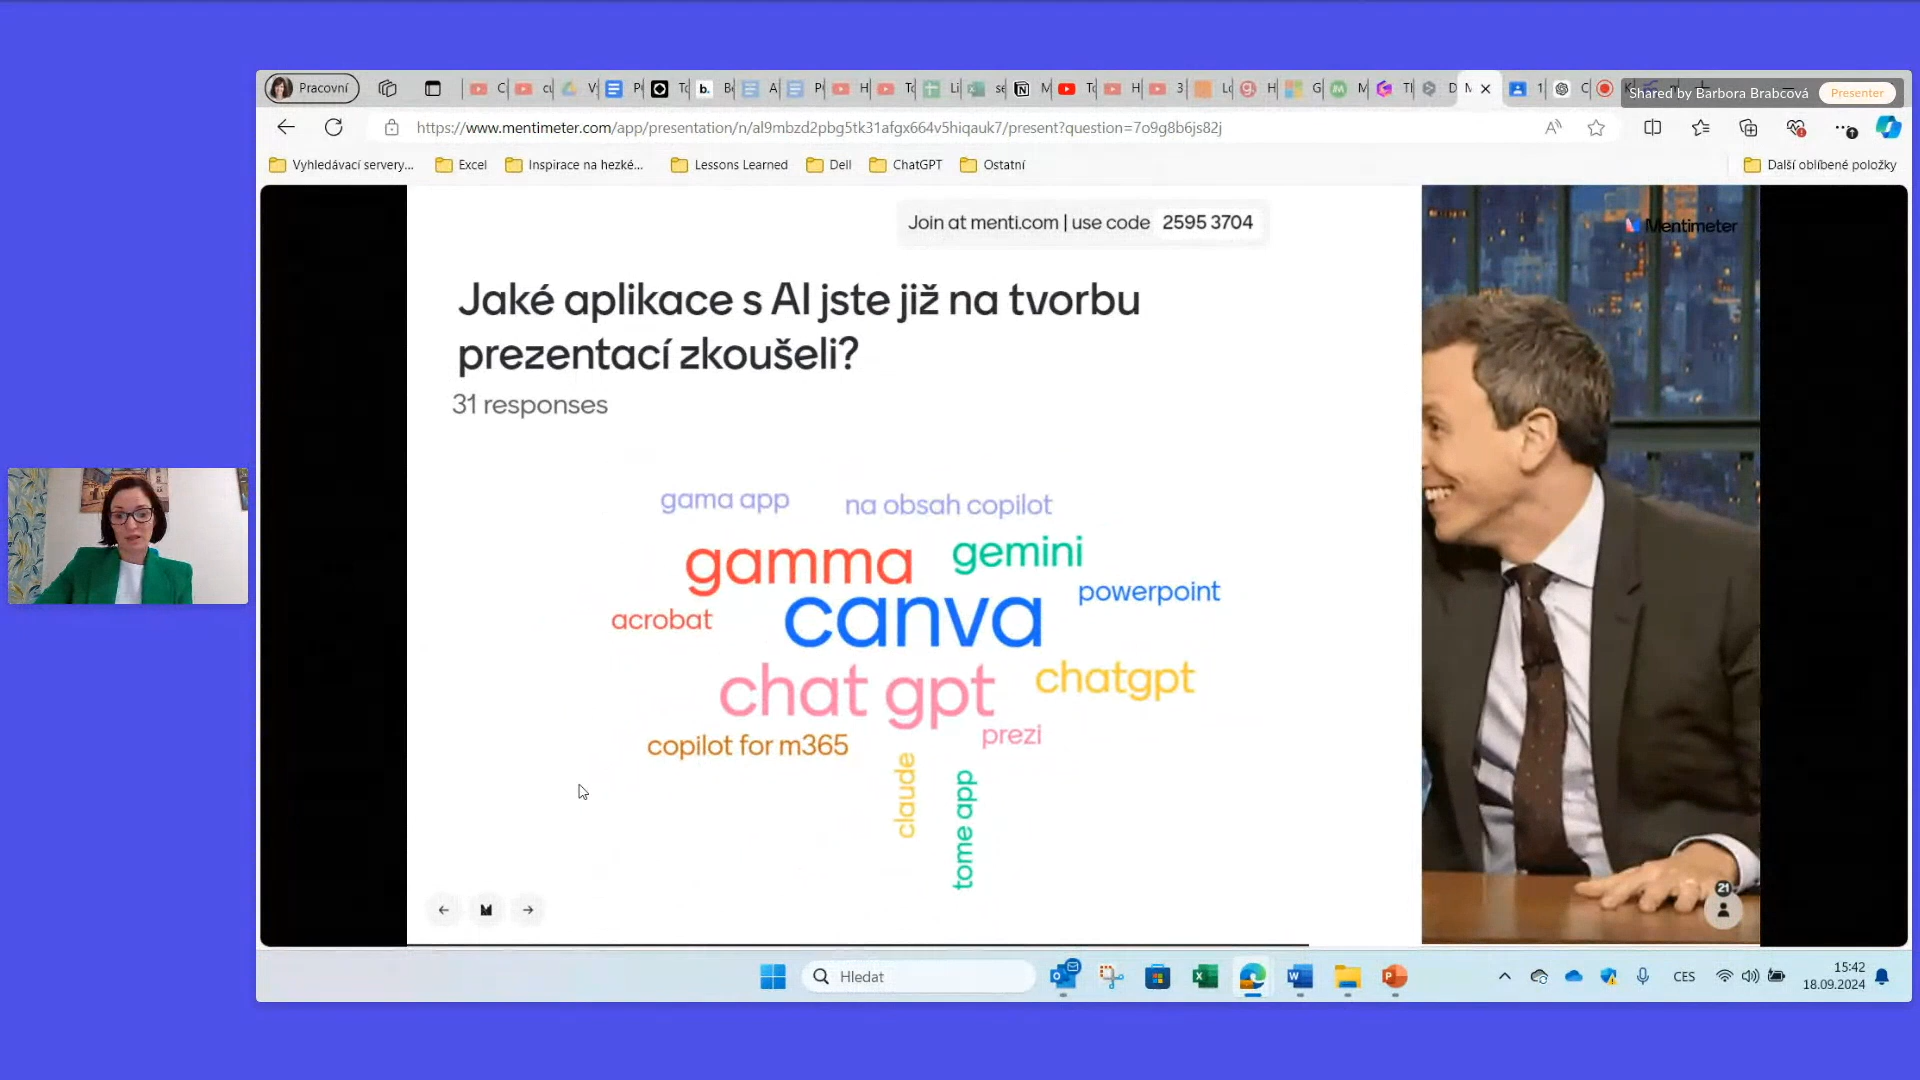 Pracovní
Shared by Barbora Brabcová
Presenter
https://www.mentimeter.com/app/presentation/n/al9mbzd2pbg5tk31afgx664v5hiqauk7/present?question=7o9g8b6js82j
Vyhledávací servery...
Excel
Inspirace na hezké...
Lessons Learned
Dell
ChatGPT
Ostatní
Další oblíbené položky
Join at menti.com | use code 2595 3704
Mentimeter
Jaké aplikace s AI jste již na tvorbu
prezentací zkoušeli?
31 responses
gama app
na obsah copilot
gamma
gemini
powerpoint
acrobat
canva
chat gpt
chatgpt
prezi
copilot for m365
claude
tome app
21
Hledat
CES
15:42
18.09.2024